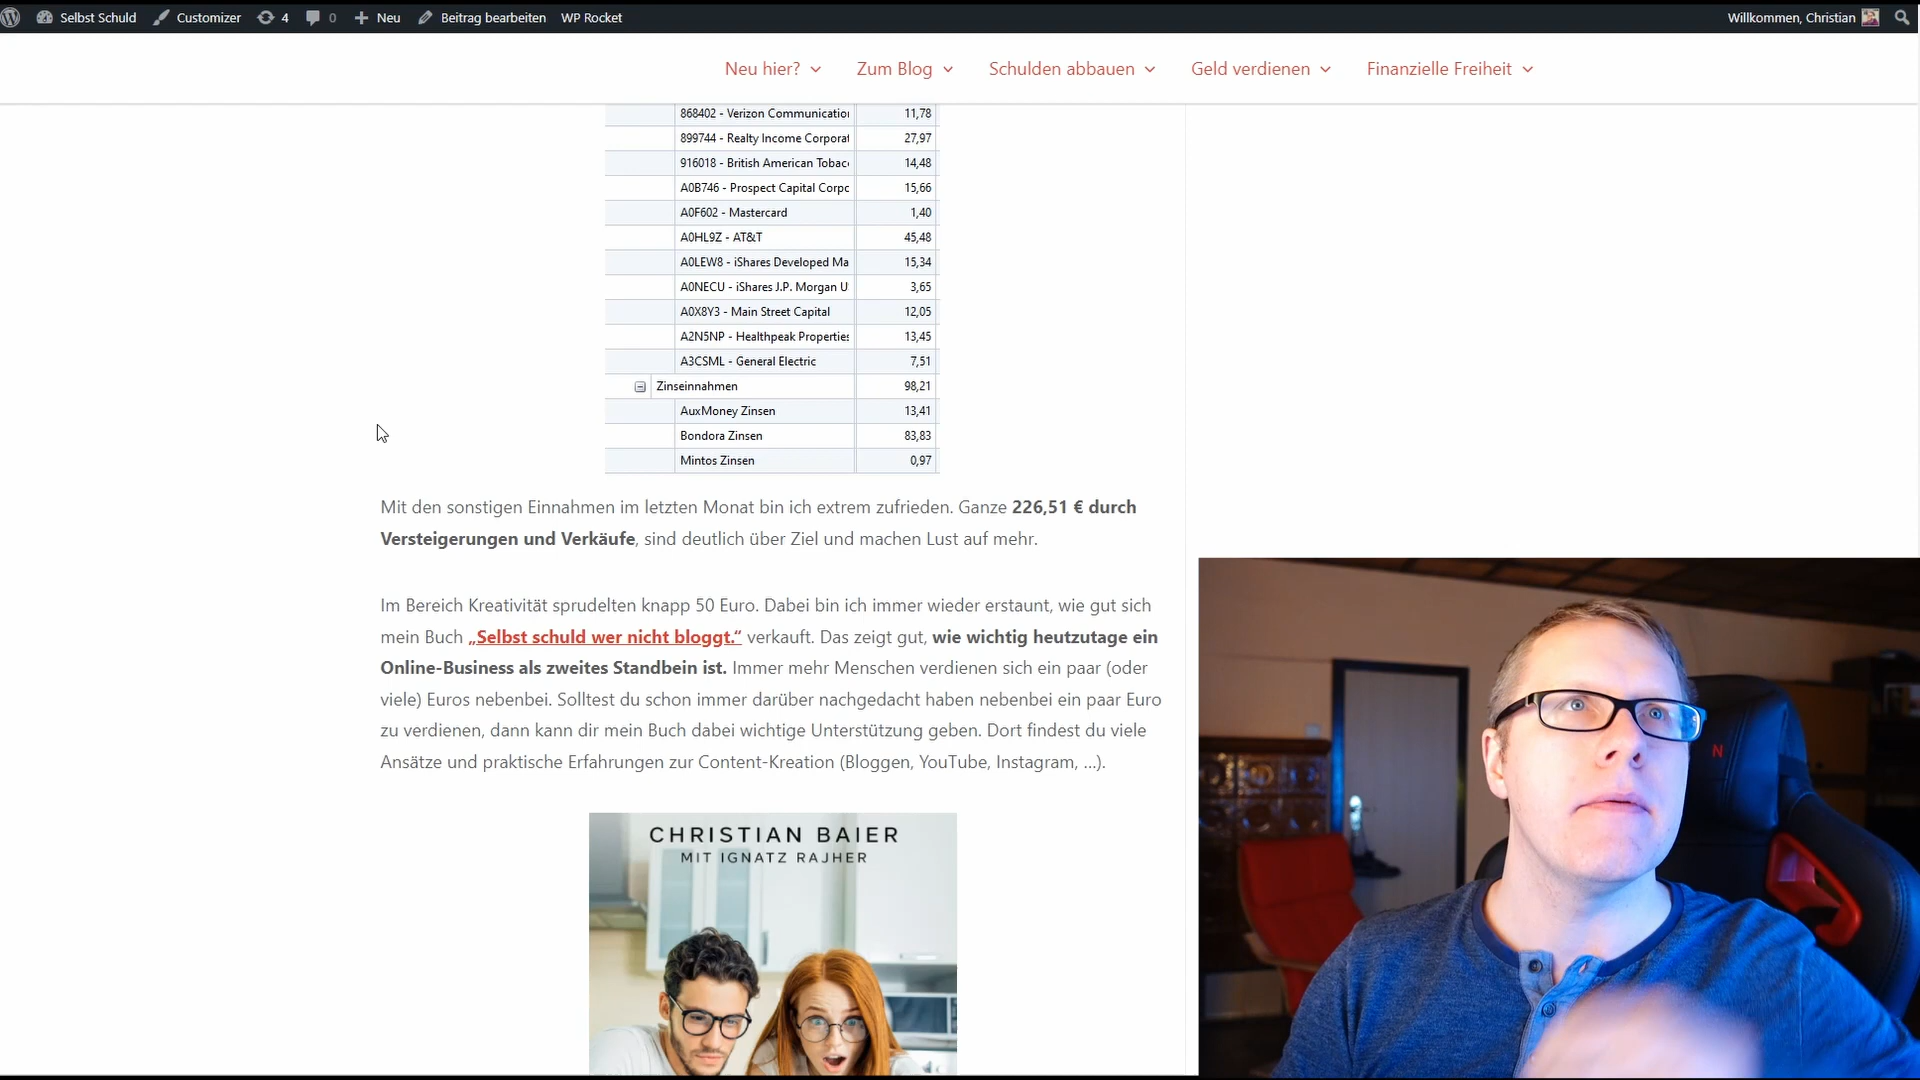 Selbst Schuld Customizer 4 0 Neu Beitrag bearbeiten WP Rocket Willkommen, Christian
Neu hier? Zum Blog Schulden abbauen Geld verdienen Finanzielle Freiheit
868402 - Verizon Communication 11,78
899744 - Realty Income Corporat 27,97
916018 - British American Tobacc 14,48
A0B746 - Prospect Capital Corpo 15,66
A0F602 - Mastercard 1,40
A0HL9Z - AT&T 45,48
A0LEW8 - iShares Developed Ma 15,34
A0NECU - iShares J.P. Morgan U 3,65
A0X8Y3 - Main Street Capital 12,05
A2N5NP - Healthpeak Properties 13,45
A3CSML - General Electric 7,51
Zinseinnahmen 98,21
AuxMoney Zinsen 13,41
Bondora Zinsen 83,83
Mintos Zinsen 0,97
Mit den sonstigen Einnahmen im letzten Monat bin ich extrem zufrieden. Ganze 226,51 € durch
Versteigerungen und Verkäufe, sind deutlich über Ziel und machen Lust auf mehr.
Im Bereich Kreativität sprudelten knapp 50 Euro. Dabei bin ich immer wieder erstaunt, wie gut sich
mein Buch „Selbst schuld wer nicht bloggt.“ verkauft. Das zeigt gut, wie wichtig heutzutage ein
Online-Business als zweites Standbein ist. Immer mehr Menschen verdienen sich ein paar (oder
viele) Euros nebenbei. Solltest du schon immer darüber nachgedacht haben nebenbei ein paar Euro
zu verdienen, dann kann dir mein Buch dabei wichtige Unterstützung geben. Dort findest du viele
Ansätze und praktische Erfahrungen zur Content-Kreation (Bloggen, YouTube, Instagram, …).
CHRISTIAN BAIER
MIT IGNATZ RAJHER
N